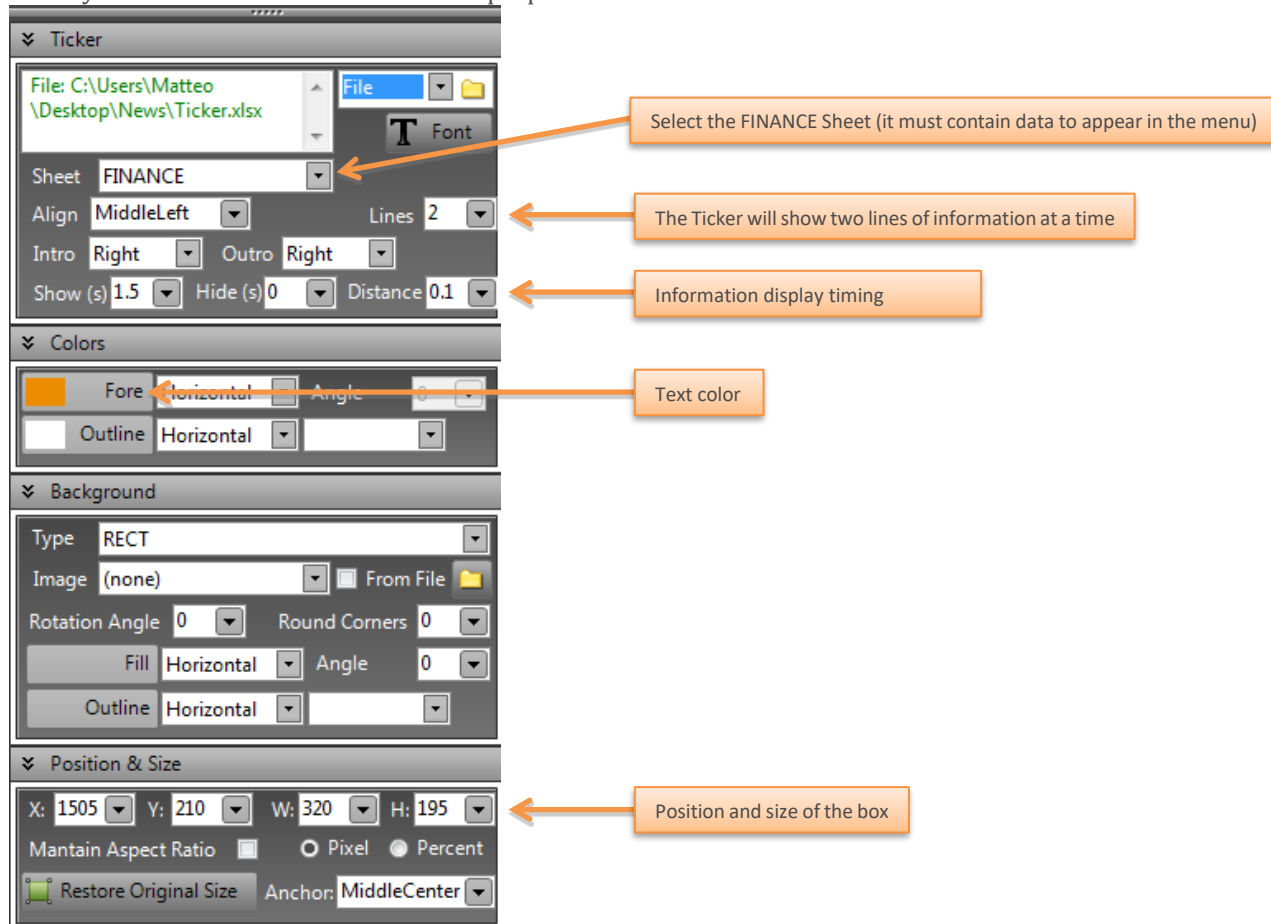 Ticker
File: C:\Users\Matteo
\Desktop\News\Ticker.xlsx
File
T Font
Select the FINANCE Sheet (it must contain data to appear in the menu)
Sheet FINANCE
Align MiddleLeft Lines 2
The Ticker will show two lines of information at a time
Intro Right Outro Right
Show (s) 1.5 Hide (s) 0 Distance 0.1
Information display timing
Colors
Fore Horizontal Angle 0
Text color
Outline Horizontal
Background
Type RECT
Image (none) From File
Rotation Angle 0 Round Corners 0
Fill Horizontal Angle 0
Outline Horizontal
Position & Size
X: 1505 Y: 210 W: 320 H: 195
Position and size of the box
Mantain Aspect Ratio Pixel Percent
Restore Original Size Anchor: MiddleCenter